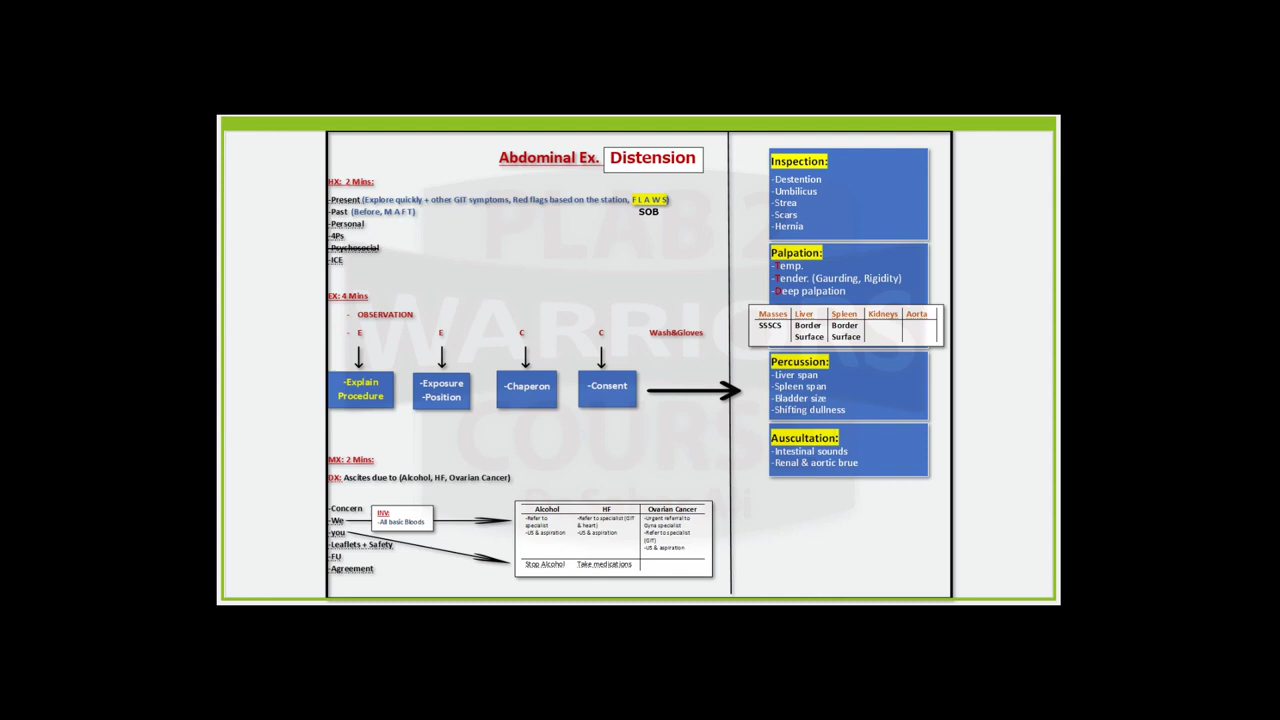 Abdominal Ex. Distension
HX: 2 Mins:
-Present (Explore quickly + other GIT symptoms, Red flags based on the station, F L A W S)
SOB
-Past (Before, M A F T)
-Personal
-4Ps
-Psychosocial
-ICE
EX: 4 Mins
- OBSERVATION
- E E C C Wash&Gloves
-Explain
Procedure
-Exposure
-Position
-Chaperon
-Consent
MX: 2 Mins:
DX: Ascites due to (Alcohol, HF, Ovarian Cancer)
-Concern
-We
-you
-Leaflets + Safety
-FU
-Agreement
INV:
-All basic Bloods
Alcohol HF Ovarian Cancer
-Refer to
specialist
-US & aspiration
-Refer to specialist (GIT
& heart)
-US & aspiration
-Urgent referral to
Gyna specialist
-Refer to specialist
(GIT)
-US & aspiration
Stop Alcohol Take medications
Inspection:
-Destention
-Umbilicus
-Strea
-Scars
-Hernia
Palpation:
-Temp.
-Tender. (Gaurding, Rigidity)
-Deep palpation
Masses Liver Spleen Kidneys Aorta
SSSCS Border Border
Surface Surface
Percussion:
-Liver span
-Spleen span
-Bladder size
-Shifting dullness
Auscultation:
-Intestinal sounds
-Renal & aortic brue
PLAB 2
WARRIORS
COURSE